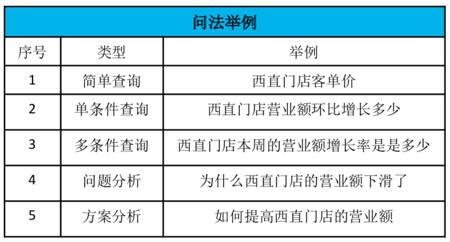 问法举例
序号 类型 举例
1 简单查询 西直门店客单价
2 单条件查询 西直门店营业额环比增长多少
3 多条件查询 西直门店本周的营业额增长率是是多少
4 问题分析 为什么西直门店的营业额下滑了
5 方案分析 如何提高西直门店的营业额